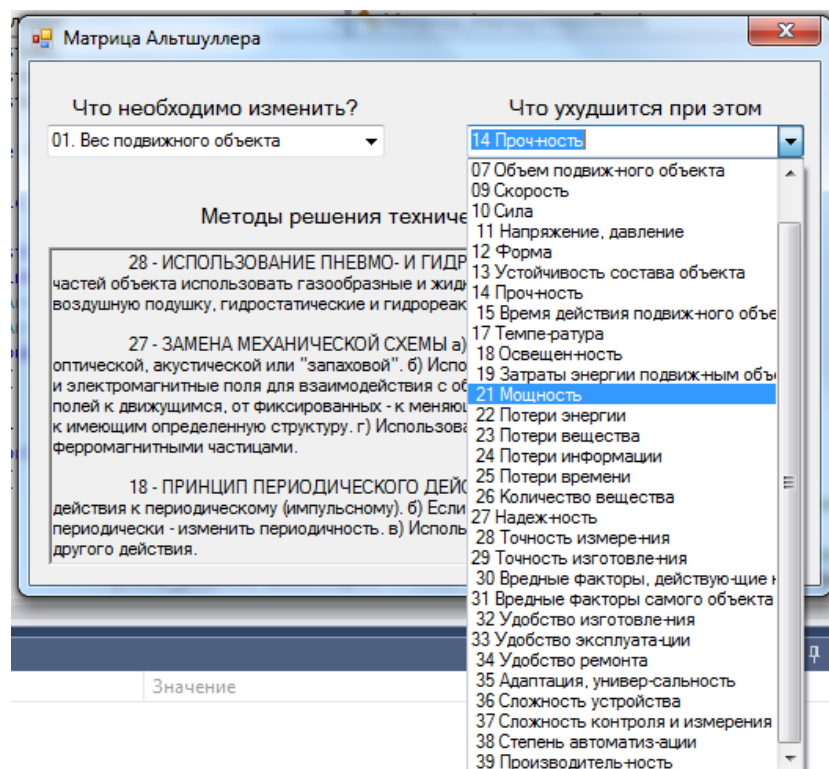 Матрица Альтшуллера
Что необходимо изменить?
Что ухудшится при этом
01. Вес подвижного объекта
14 Проч-ность
Методы решения техниче
28 - ИСПОЛЬЗОВАНИЕ ПНЕВМО- И ГИДР
частей объекта использовать газообразные и жидк
воздушную подушку, гидростатические и гидрореак
27 - ЗАМЕНА МЕХАНИЧЕСКОЙ СХЕМЫ а)
оптической, акустической или "запаховой". б) Испо
и электромагнитные поля для взаимодействия с об
полей к движущимся, от фиксированных - к меняющ
к имеющим определенную структуру. г) Использова
ферромагнитными частицами.
18 - ПРИНЦИП ПЕРИОДИЧЕСКОГО ДЕЙС
действия к периодическому (импульсному). б) Если
периодически - изменить периодичность. в) Исполь
другого действия.
07 Объем подвиж-ного объекта
09 Скорость
10 Сила
11 Напряжение, давление
12 Форма
13 Устойчивость состава объекта
14 Проч-ность
15 Время действия подвиж-ного объе
17 Темпе-ратура
18 Освещен-ность
19 Затраты энергии подвиж-ным объ
21 Мощность
22 Потери энергии
23 Потери вещества
24 Потери информации
25 Потери времени
26 Количество вещества
27 Надеж-ность
28 Точность измере-ния
29 Точность изготовле-ния
30 Вредные факторы, действую-щие н
31 Вредные факторы самого объекта
32 Удобство изготовле-ния
33 Удобство эксплуата-ции
34 Удобство ремонта
35 Адаптация, универ-сальность
36 Сложность устройства
37 Сложность контроля и измерения
38 Степень автоматиз-ации
39 Производитель-ность
Значение